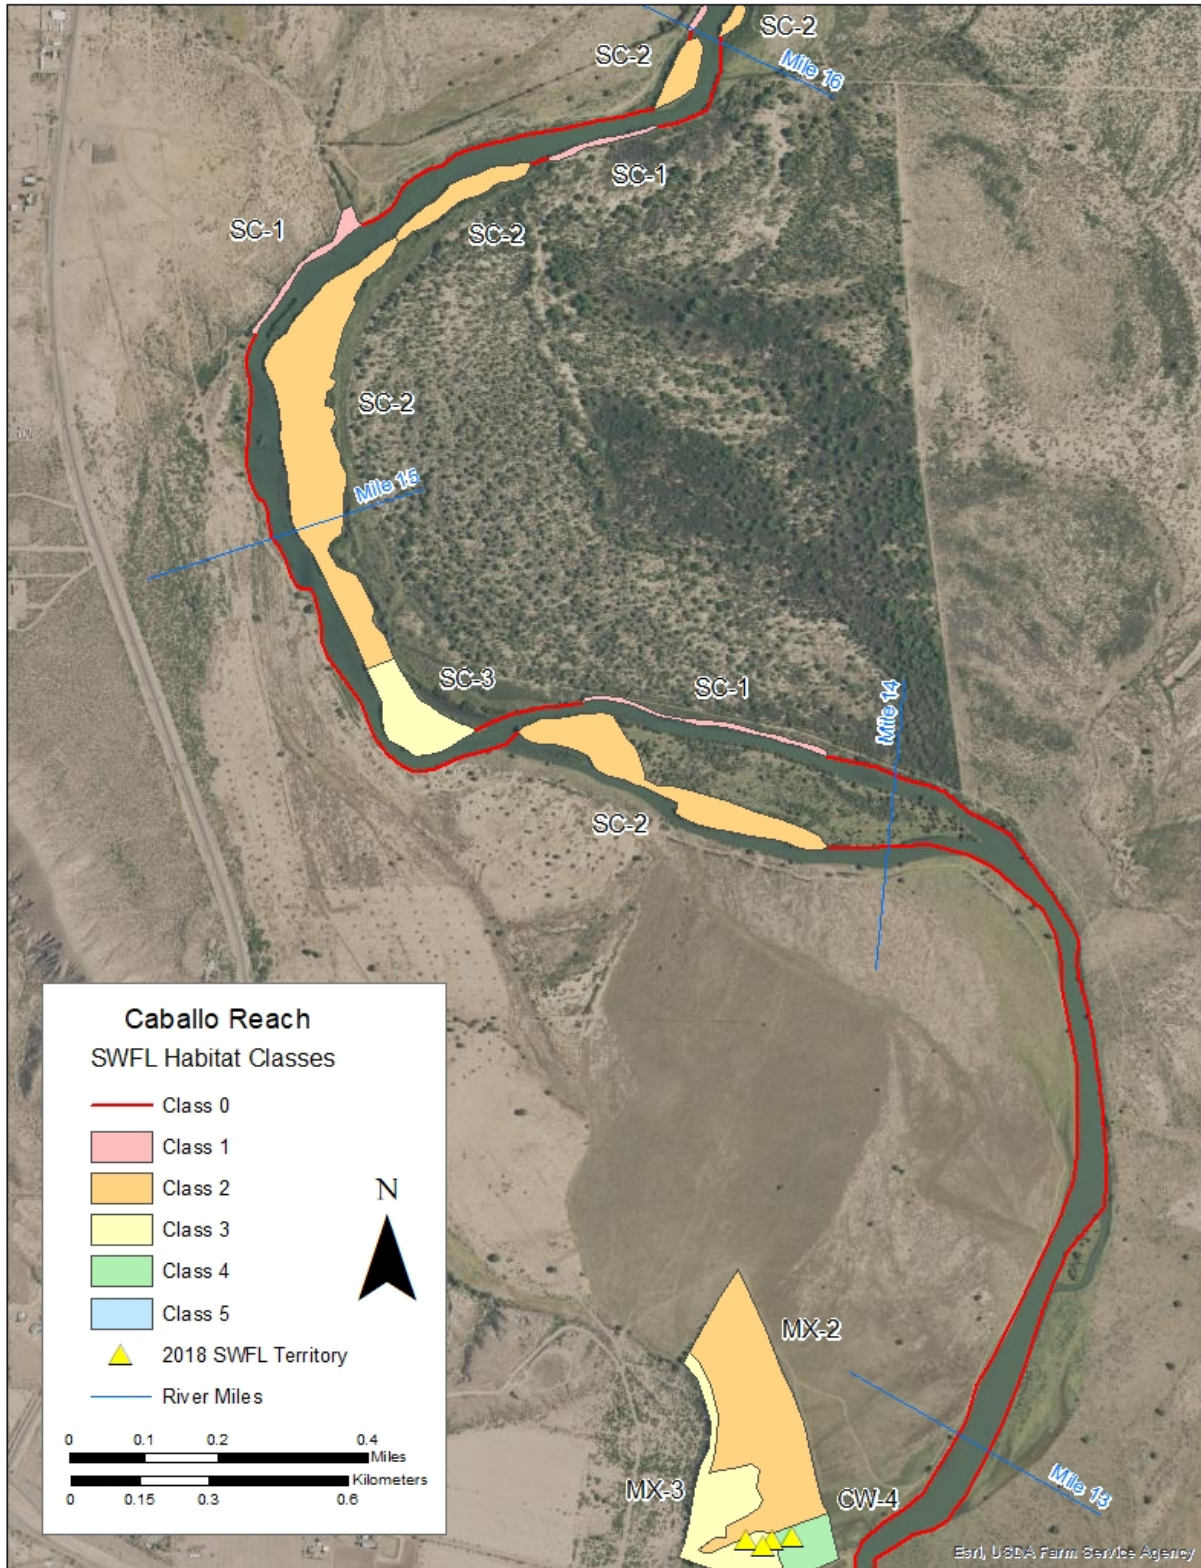 SC-2
SC-2
Mile 16
SC-1
SC-1
SC-2
SC-2
Mile 15
SC-3
SC-1
Mile 14
SC-2
Caballo Reach
SWFL Habitat Classes
Class 0
Class 1
Class 2
Class 3
Class 4
Class 5
2018 SWFL Territory
River Miles
N
0 0.1 0.2 0.4
Miles
Kilometers
0 0.15 0.3 0.6
MX-2
MX-3
CW-4
Mile 13
Esri, USDA Farm Service Agency